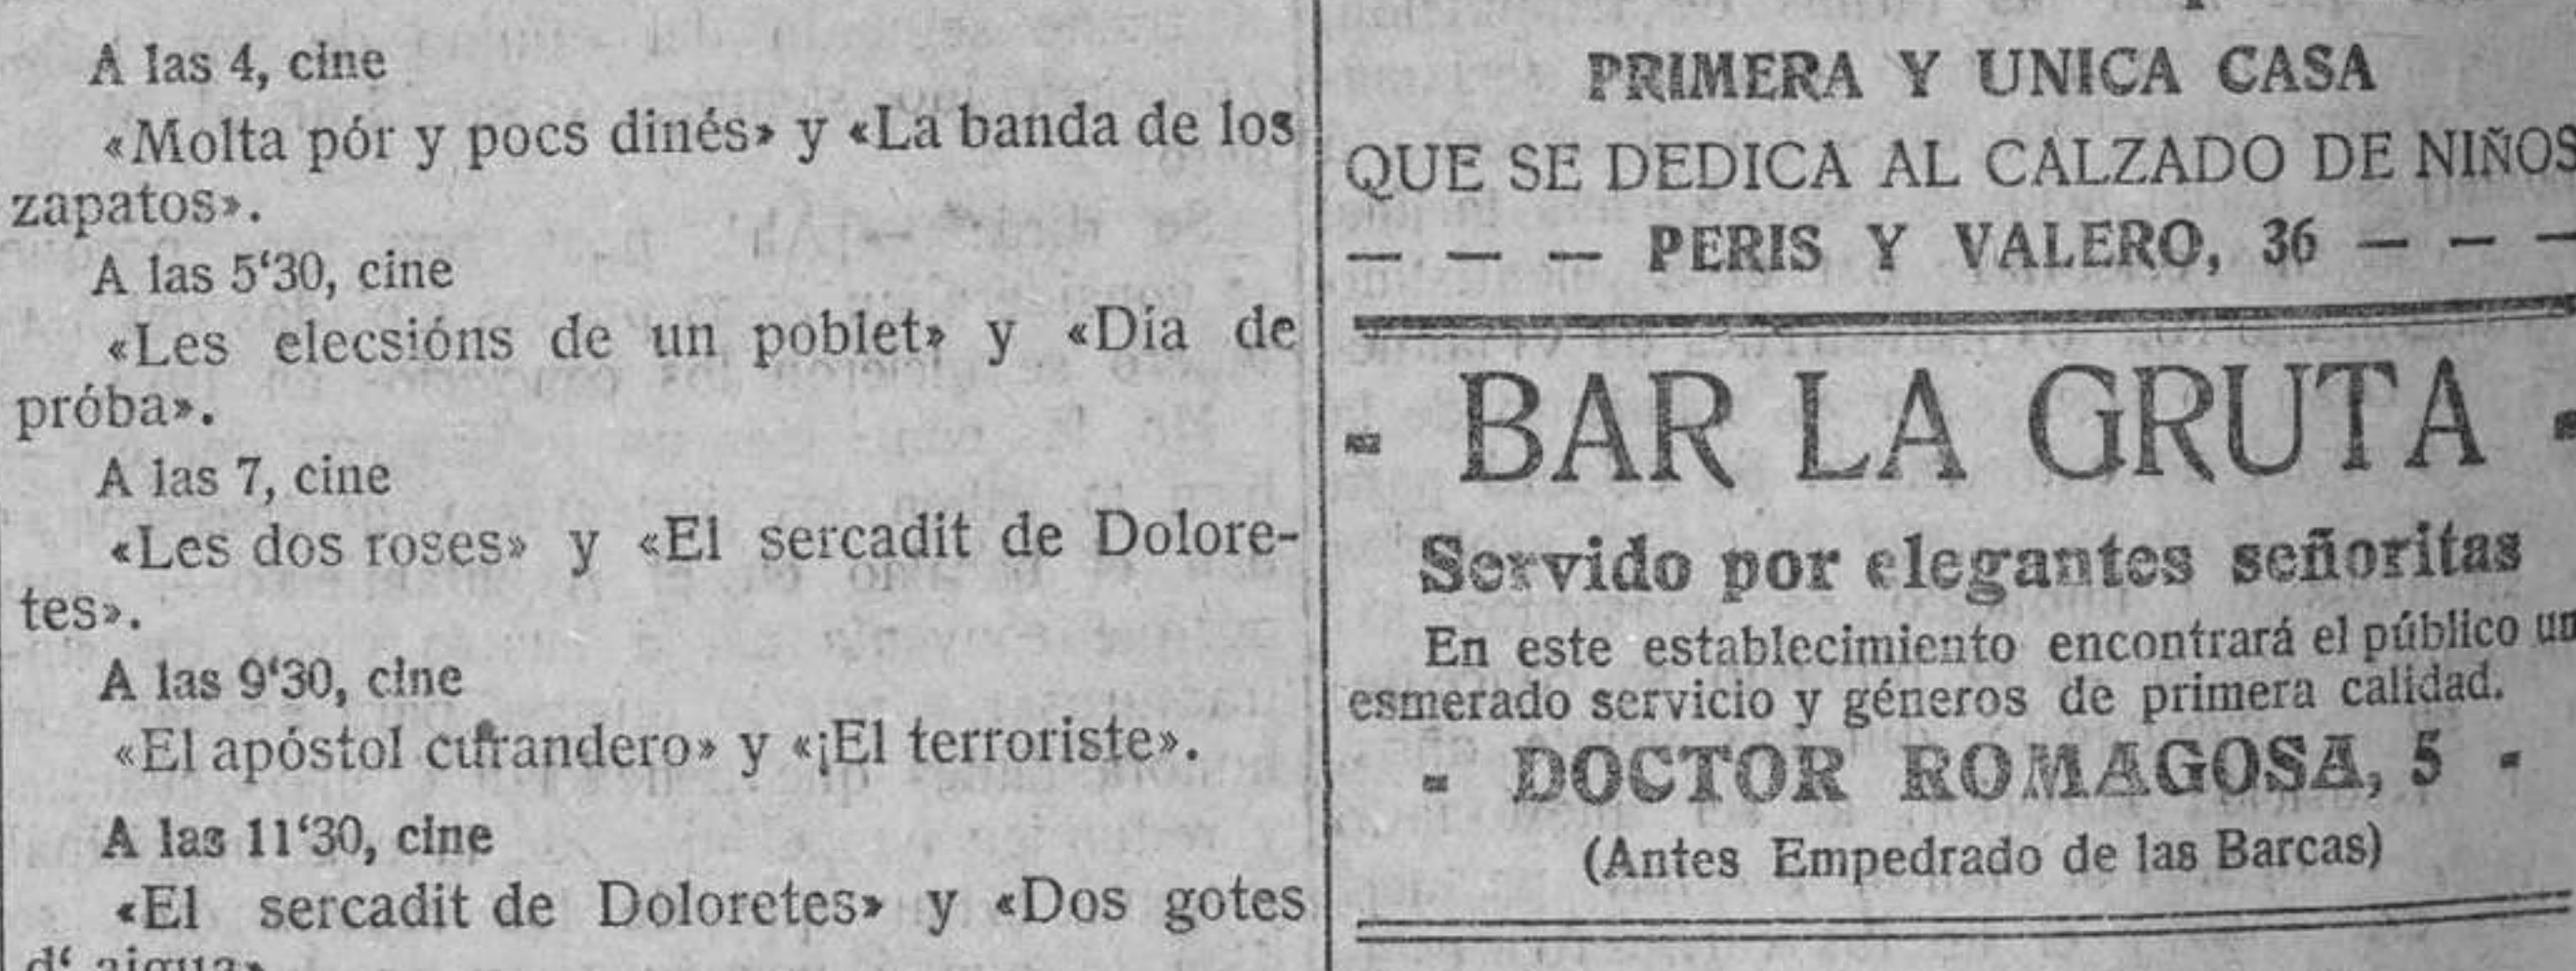 A las 4, cine
«Molta pór y pocs dinés» y «La banda de los
zapatos».
A las 5'30, cine
«Les elecsións de un poblet» y «Dia de
próba».
A las 7, cine
«Les dos roses» y «El sercadit de Dolore-
tes».
A las 9'30, cine
«El apóstol curandero» y «¡El terroriste».
A las 11'30, cine
«El sercadit de Doloretes» y «Dos gotes
d' aigua»
PRIMERA Y UNICA CASA
QUE SE DEDICA AL CALZADO DE NIÑOS
— — — PERIS Y VALERO, 36 — — —
- BAR LA GRUTA -
Servido por elegantes señoritas
En este establecimiento encontrará el público un
esmerado servicio y géneros de primera calidad.
- DOCTOR ROMAGOSA, 5 -
(Antes Empedrado de las Barcas)